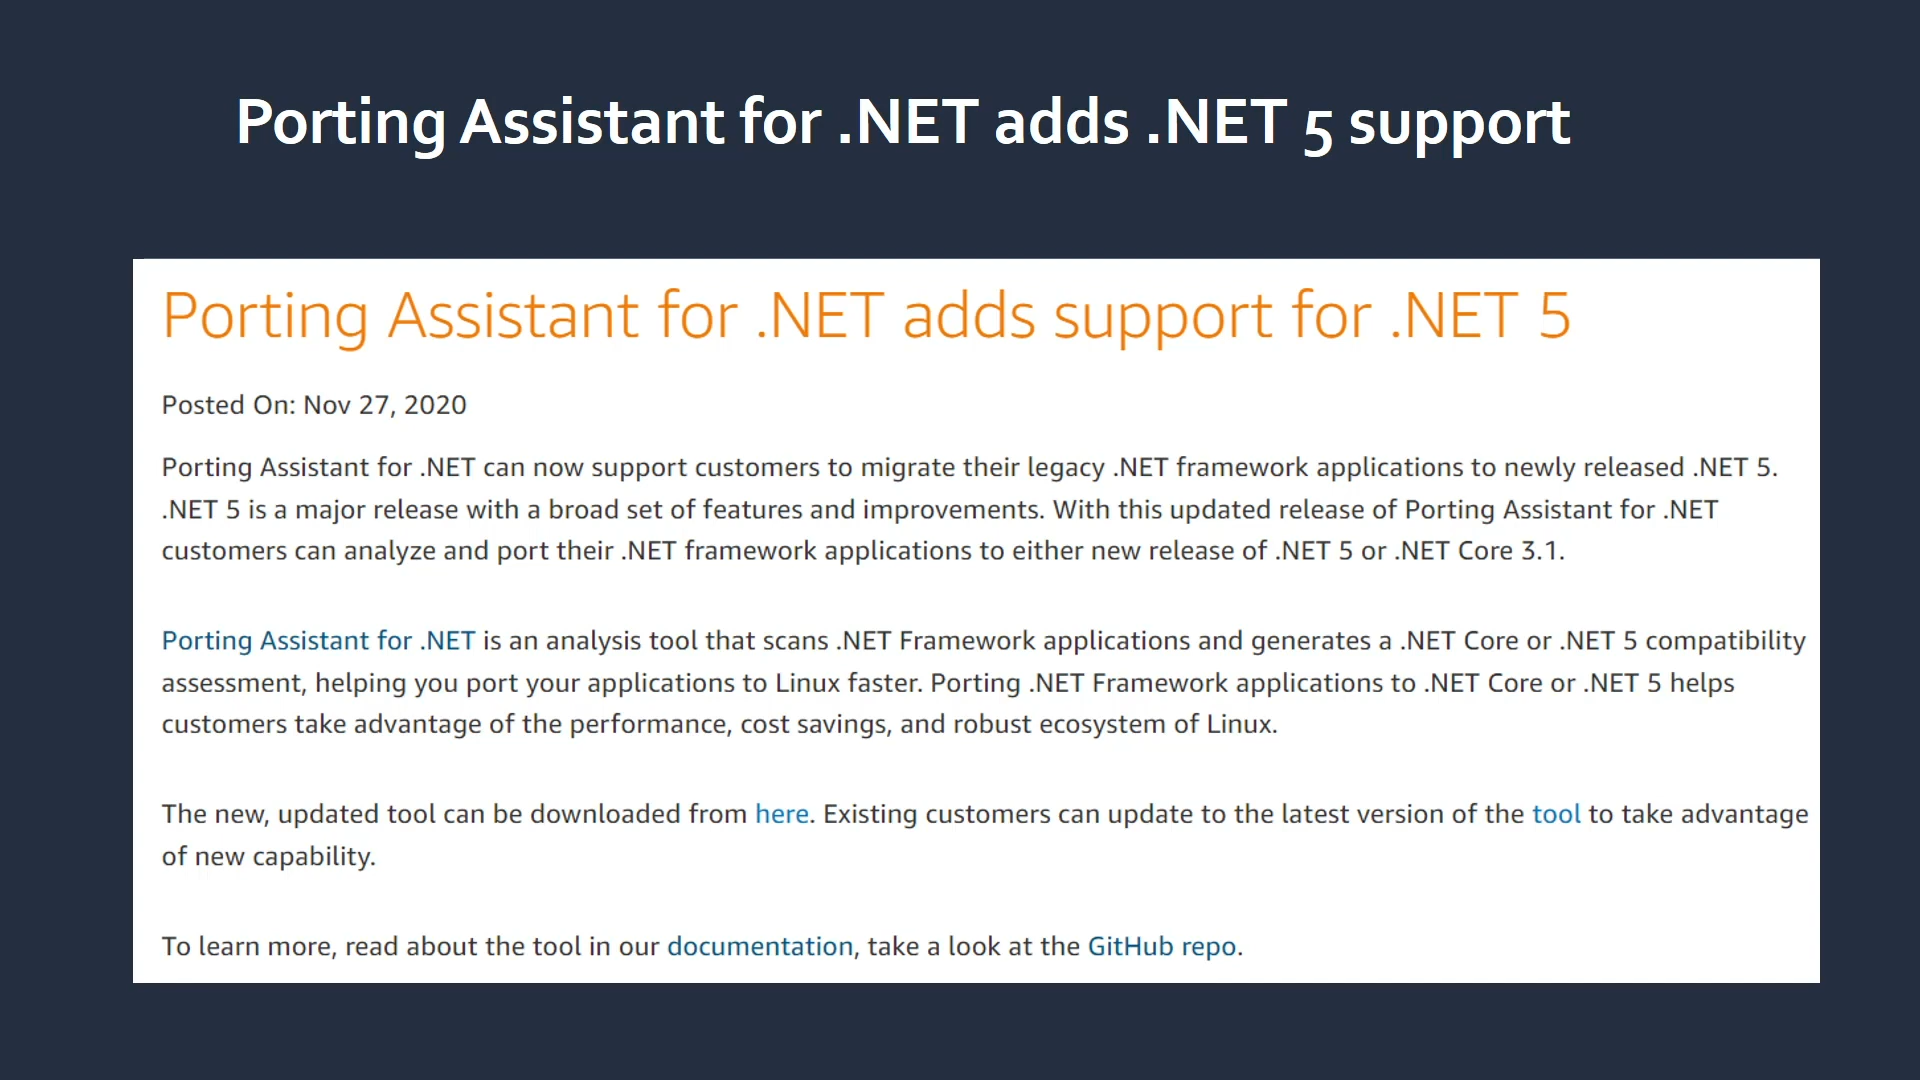 Porting Assistant for .NET adds .NET 5 support
Porting Assistant for .NET adds support for .NET 5
Posted On: Nov 27, 2020
Porting Assistant for .NET can now support customers to migrate their legacy .NET framework applications to newly released .NET 5.
.NET 5 is a major release with a broad set of features and improvements. With this updated release of Porting Assistant for .NET
customers can analyze and port their .NET framework applications to either new release of .NET 5 or .NET Core 3.1.
Porting Assistant for .NET is an analysis tool that scans .NET Framework applications and generates a .NET Core or .NET 5 compatibility
assessment, helping you port your applications to Linux faster. Porting .NET Framework applications to .NET Core or .NET 5 helps
customers take advantage of the performance, cost savings, and robust ecosystem of Linux.
The new, updated tool can be downloaded from here. Existing customers can update to the latest version of the tool to take advantage
of new capability.
To learn more, read about the tool in our documentation, take a look at the GitHub repo.